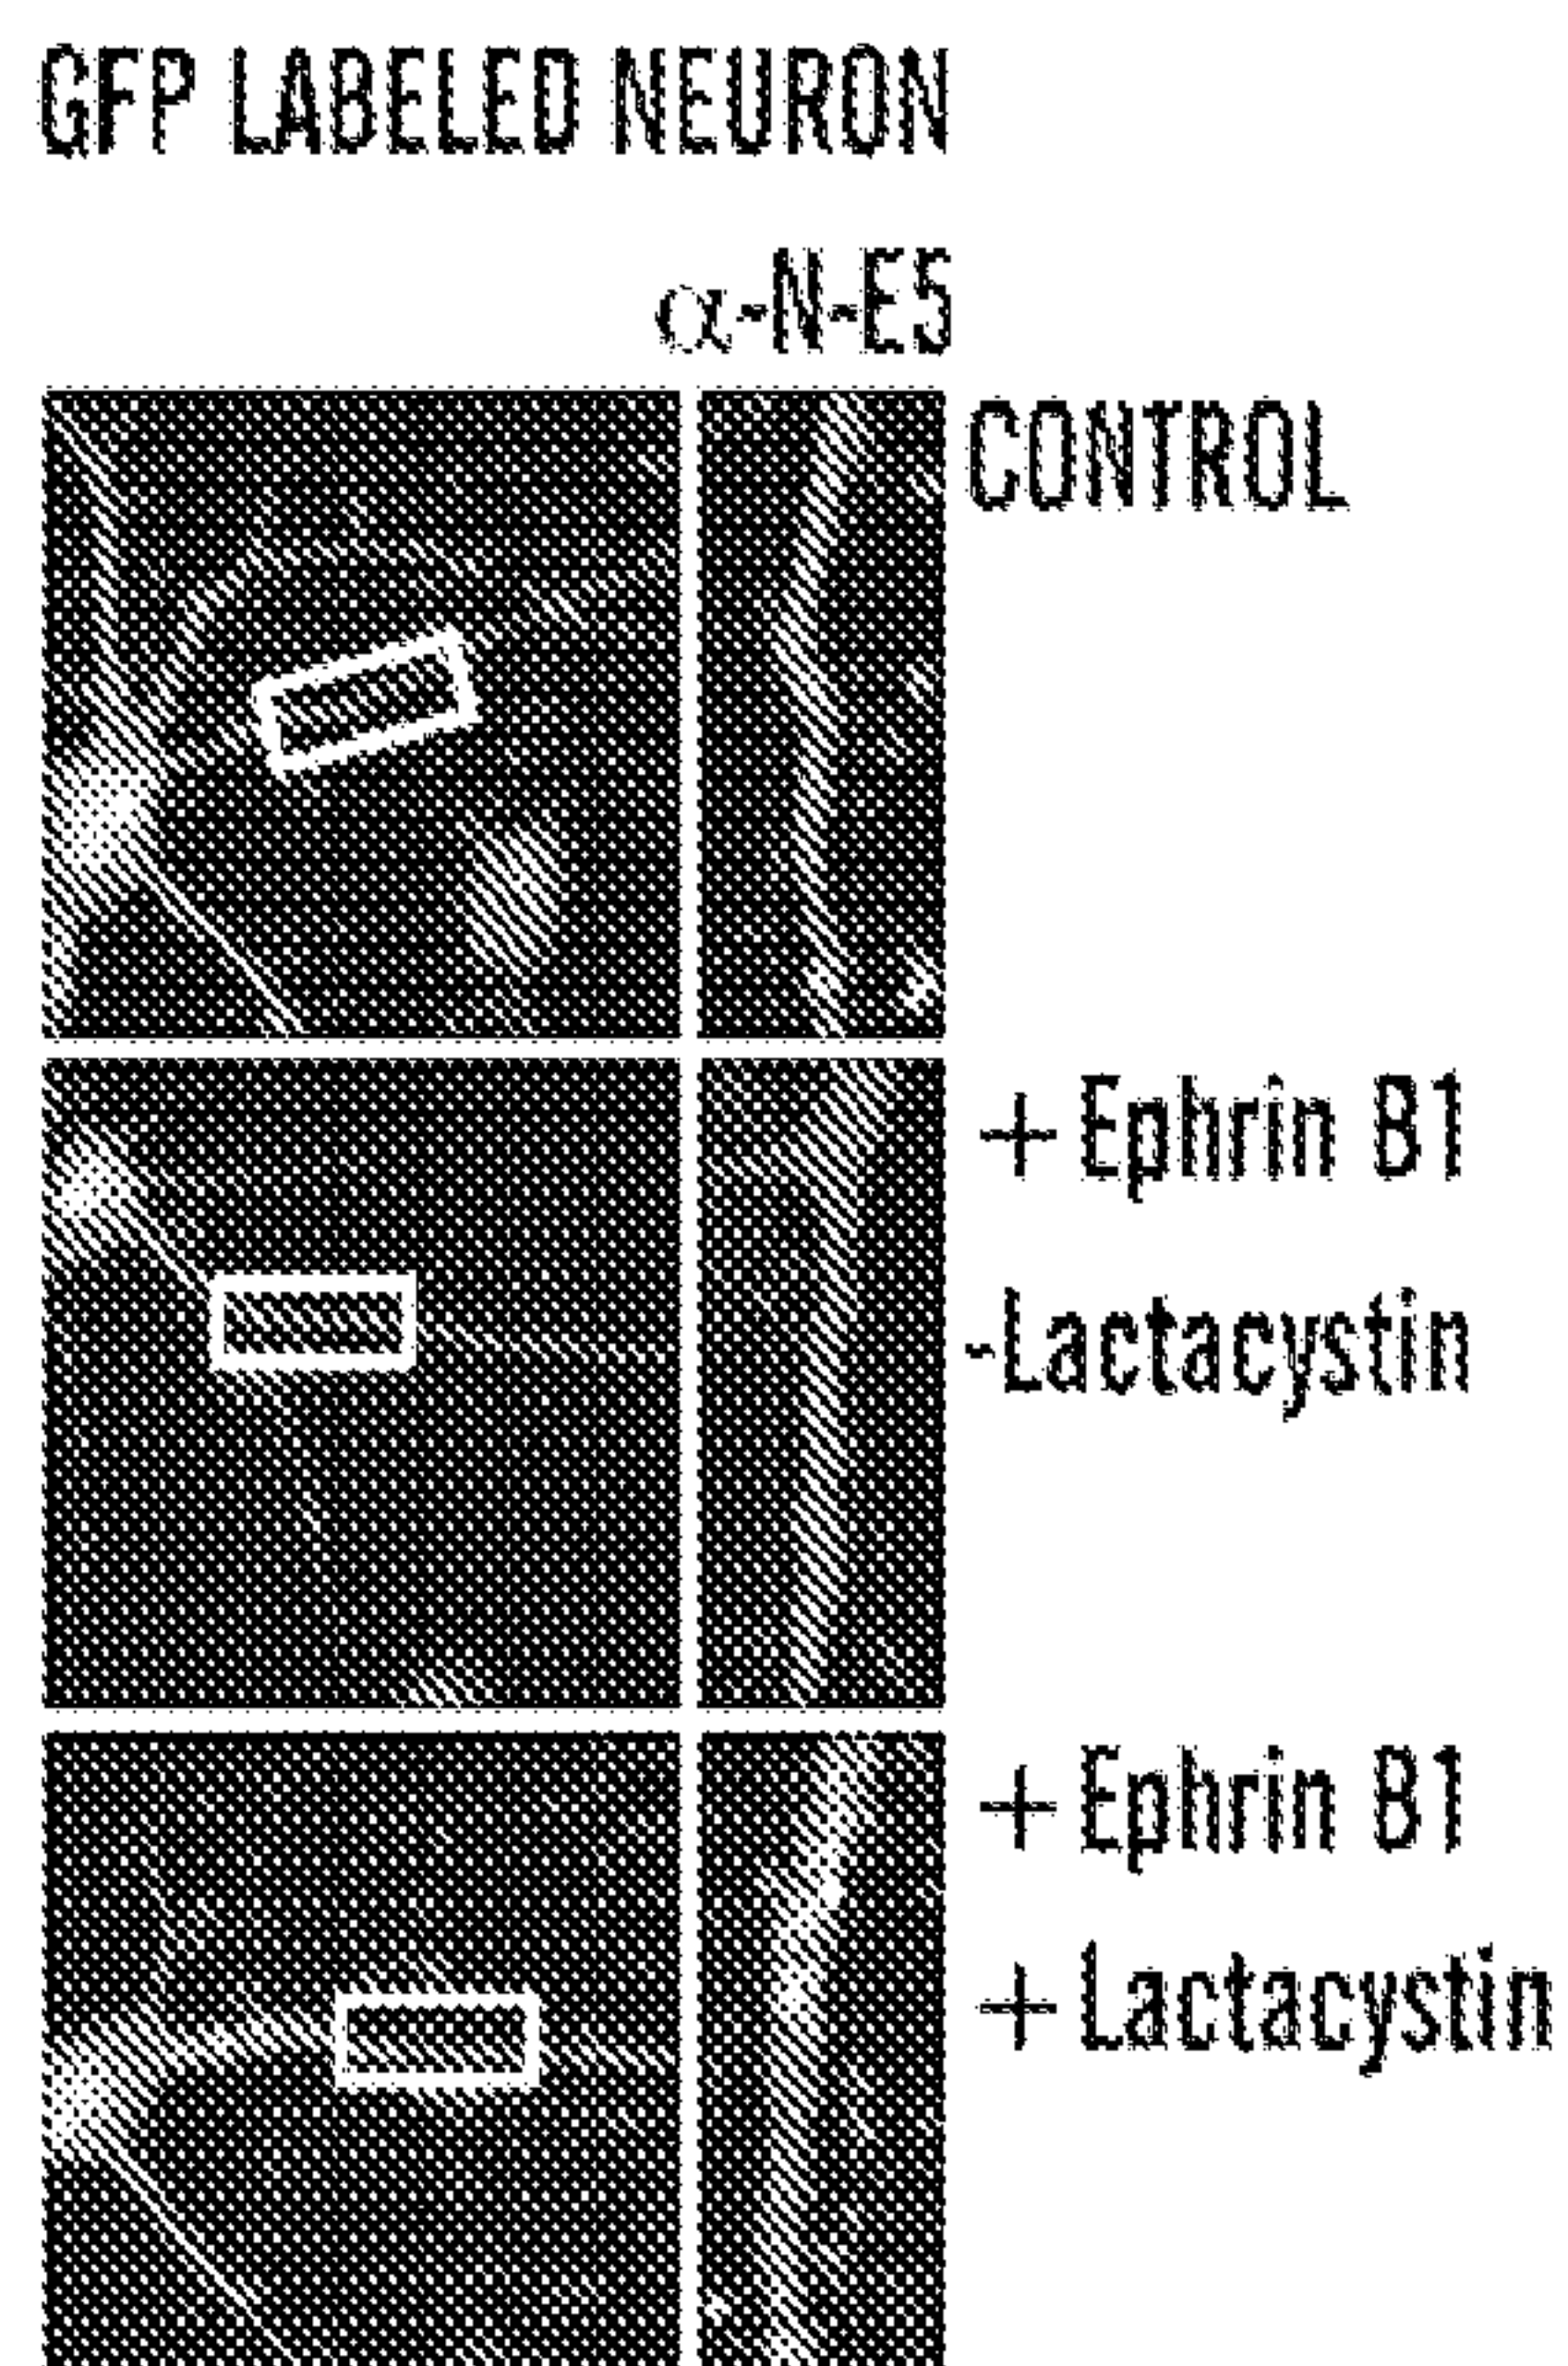 GFP LABELED NEURON
α-N-E5
CONTROL
+ Ephrin B1
-Lactacystin
+ Ephrin B1
+ Lactacystin